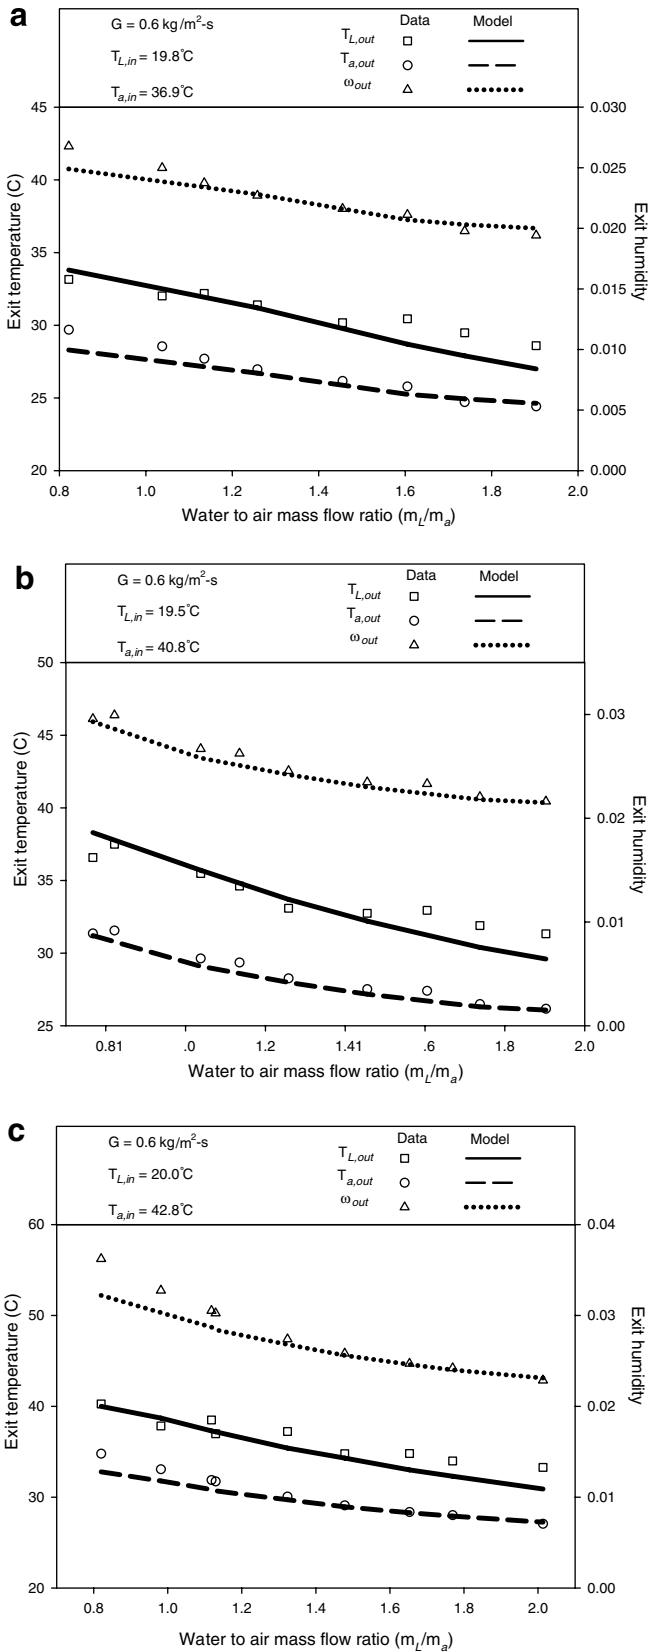 a
G = 0.6 kg/m²-s
T_L,in = 19.8°C
T_a,in = 36.9°C
Data Model
T_L,out
T_a,out
ω_out
45
40
35
30
25
20
Exit temperature (C)
0.030
0.025
0.020
0.015
0.010
0.005
0.000
Exit humidity
0.8 1.0 1.2 1.4 1.6 1.8 2.0
Water to air mass flow ratio (m_L/m_a)
b
G = 0.6 kg/m²-s
T_L,in = 19.5°C
T_a,in = 40.8°C
Data Model
T_L,out
T_a,out
ω_out
50
45
40
35
30
25
Exit temperature (C)
0.03
0.02
0.01
0.00
Exit humidity
0.81 .0 1.2 1.41 .6 1.8 2.0
Water to air mass flow ratio (m_L/m_a)
c
G = 0.6 kg/m²-s
T_L,in = 20.0°C
T_a,in = 42.8°C
Data Model
T_L,out
T_a,out
ω_out
60
50
40
30
20
Exit temperature (C)
0.04
0.03
0.02
0.01
0.00
Exit humidity
0.8 1.0 1.2 1.4 1.6 1.8 2.0
Water to air mass flow ratio (m_L/m_a)